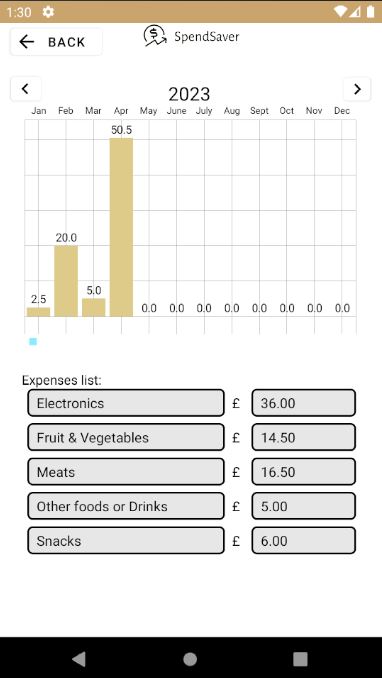 1:30
BACK
SpendSaver
2023
Jan Feb Mar Apr May June July Aug Sept Oct Nov Dec
50.5
20.0
5.0
2.5
0.0 0.0 0.0 0.0 0.0 0.0 0.0 0.0
Expenses list:
Electronics £ 36.00
Fruit & Vegetables £ 14.50
Meats £ 16.50
Other foods or Drinks £ 5.00
Snacks £ 6.00